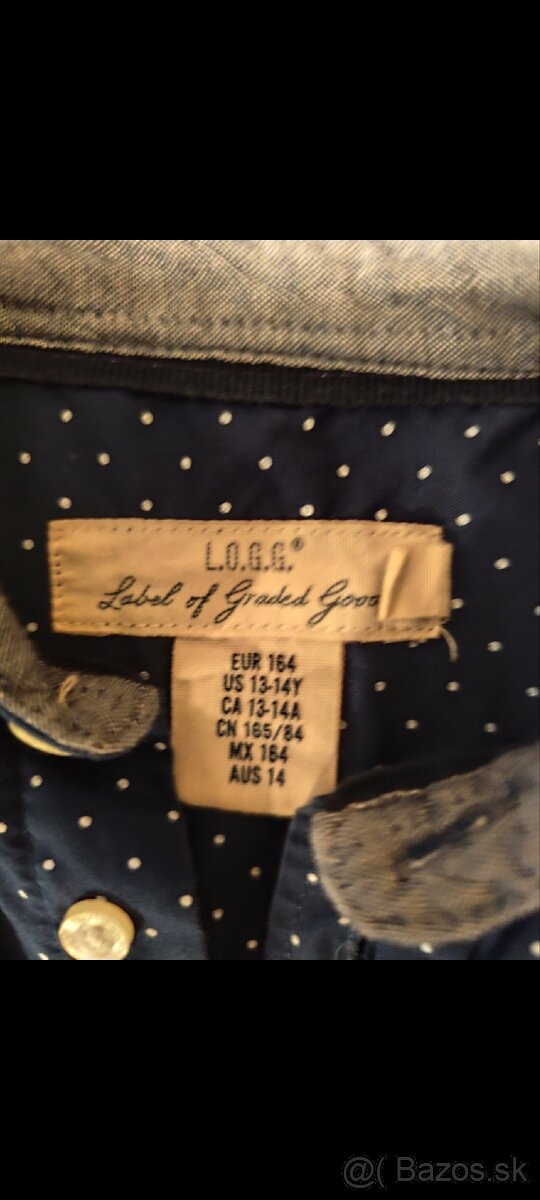 L.O.G.G.®
Label of Graded Good
EUR 164
US 13-14Y
CA 13-14A
CN 165/84
MX 164
AUS 14
@( Bazos.sk